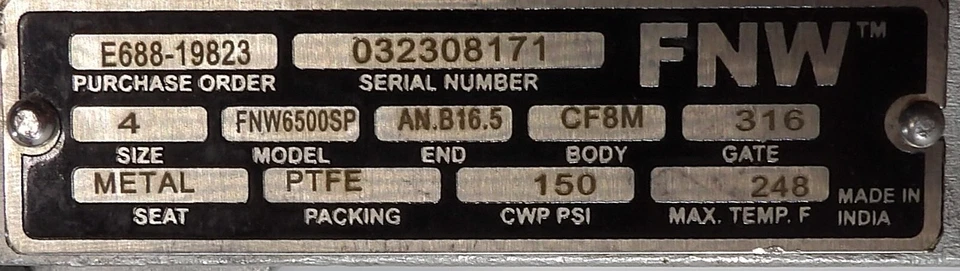 E688-19823 032308171 FNW™
PURCHASE ORDER SERIAL NUMBER
4 FNW6500SP AN.B16.5 CF8M 316
SIZE MODEL END BODY GATE
METAL PTFE 150 248 MADE IN
SEAT PACKING CWP PSI MAX. TEMP. F INDIA